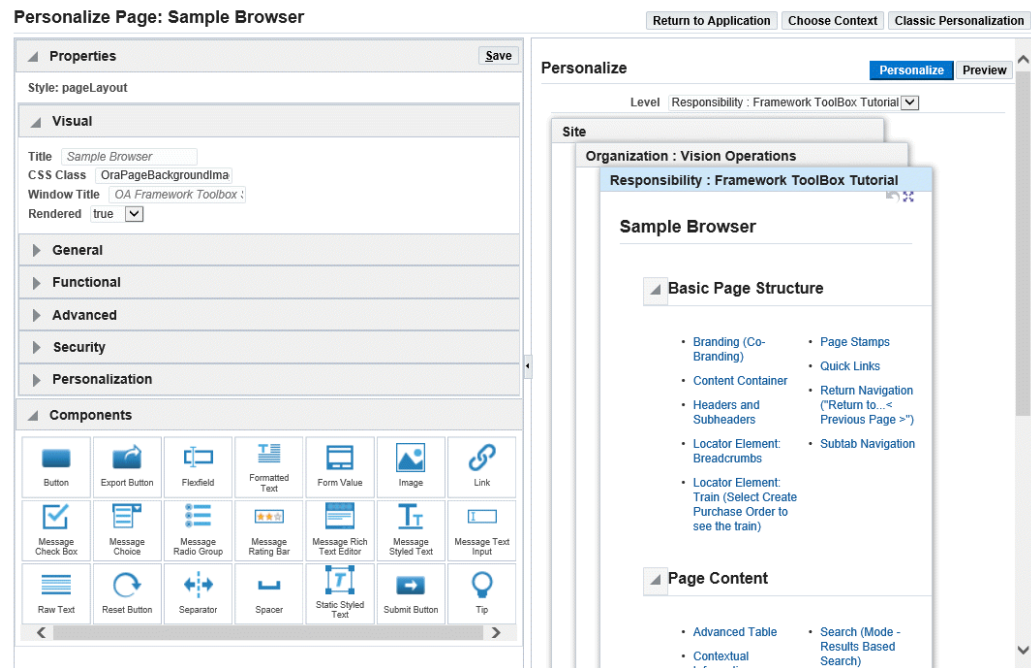 Personalize Page: Sample Browser
Return to Application
Choose Context
Classic Personalization
Properties
Save
Style: pageLayout
Visual
Title Sample Browser
CSS Class OraPageBackgroundIma
Window Title OA Framework Toolbox
Rendered true
General
Functional
Advanced
Security
Personalization
Components
Button
Export Button
Flexfield
Formatted
Text
Form Value
Image
Link
Message
Check Box
Message
Choice
Message
Radio Group
Message
Rating Bar
Message Rich
Text Editor
Message
Styled Text
Message Text
Input
Raw Text
Reset Button
Separator
Spacer
Static Styled
Text
Submit Button
Tip
Personalize
Personalize
Preview
Level Responsibility : Framework ToolBox Tutorial
Site
Organization : Vision Operations
Responsibility : Framework ToolBox Tutorial
Sample Browser
Basic Page Structure
• Branding (Co-
Branding)
• Content Container
• Headers and
Subheaders
• Locator Element:
Breadcrumbs
• Locator Element:
Train (Select Create
Purchase Order to
see the train)
• Page Stamps
• Quick Links
• Return Navigation
("Return to...<
Previous Page >")
• Subtab Navigation
Page Content
• Advanced Table
• Contextual
• Search (Mode -
Results Based
Search)